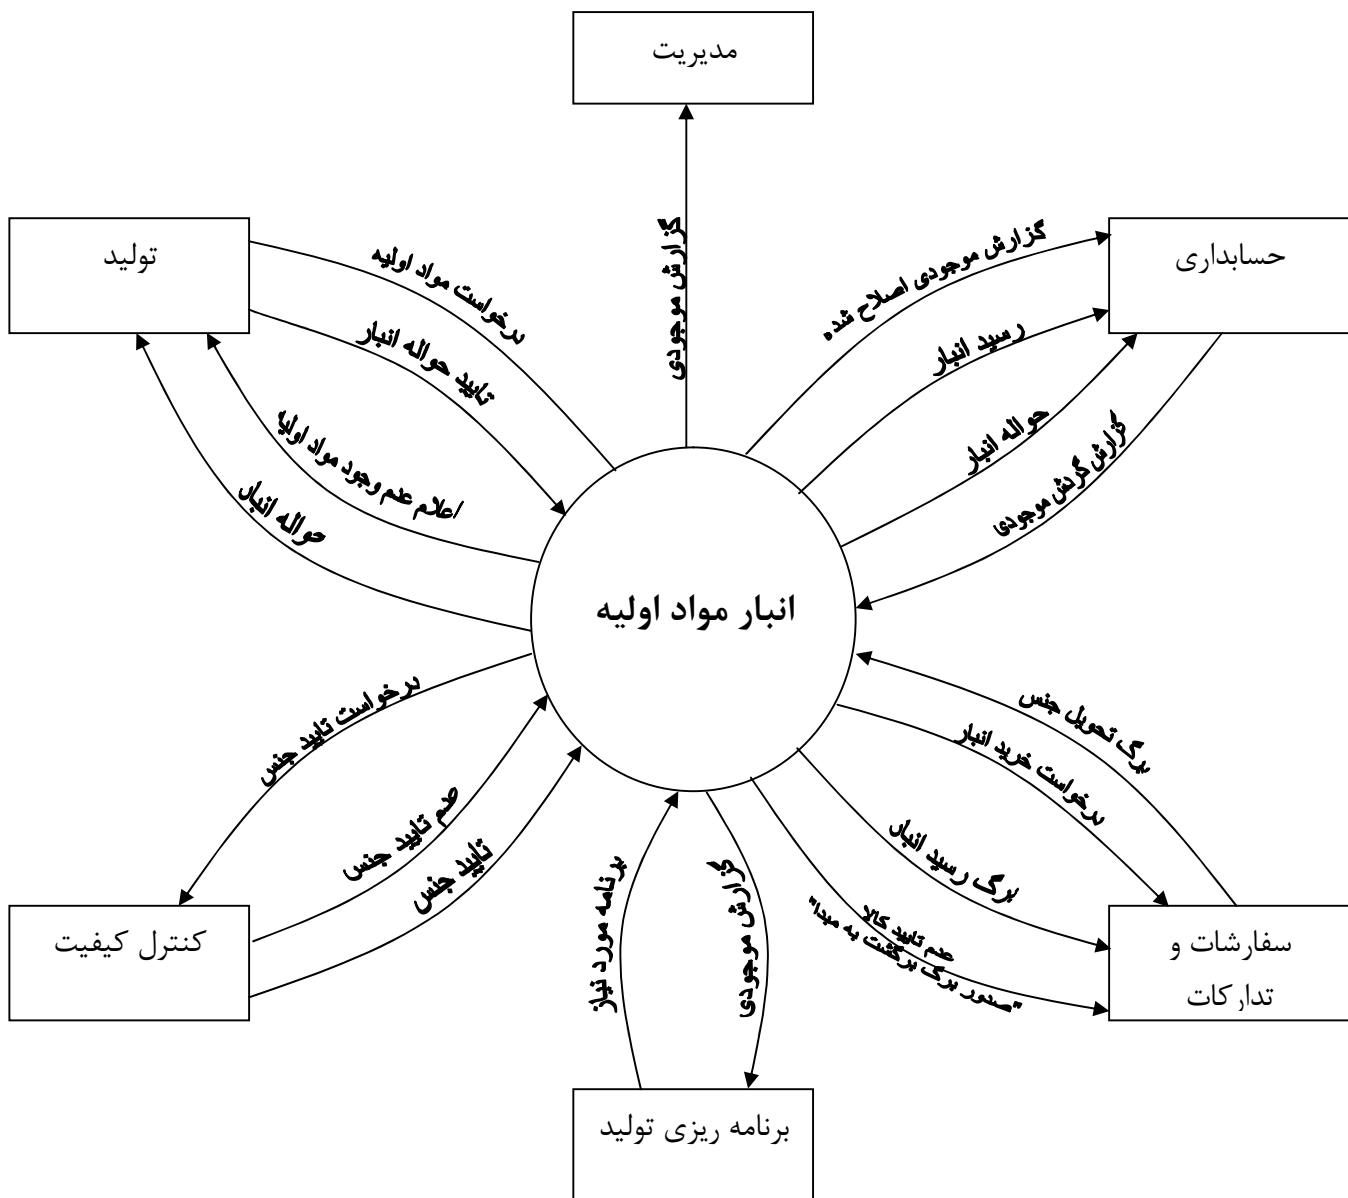 مدیریت
گزارش موجودی
تولید
درخواست مواد اولیه
تایید حواله انبار
اعلام عدم وجود مواد اولیه
حواله انبار
حسابداری
گزارش موجودی اصلاح شده
رسید انبار
حواله انبار
گزارش گردش موجودی
انبار مواد اولیه
درخواست تایید جنس
عدم تایید جنس
تایید جنس
کنترل کیفیت
برگ تحویل جنس
درخواست خرید انبار
برگ رسید انبار
عدم تایید کالا
"صدور برگ برگشت به مبدا"
سفارشات و
تدارکات
برنامه مورد نیاز
گزارش موجودی
برنامه ریزی تولید